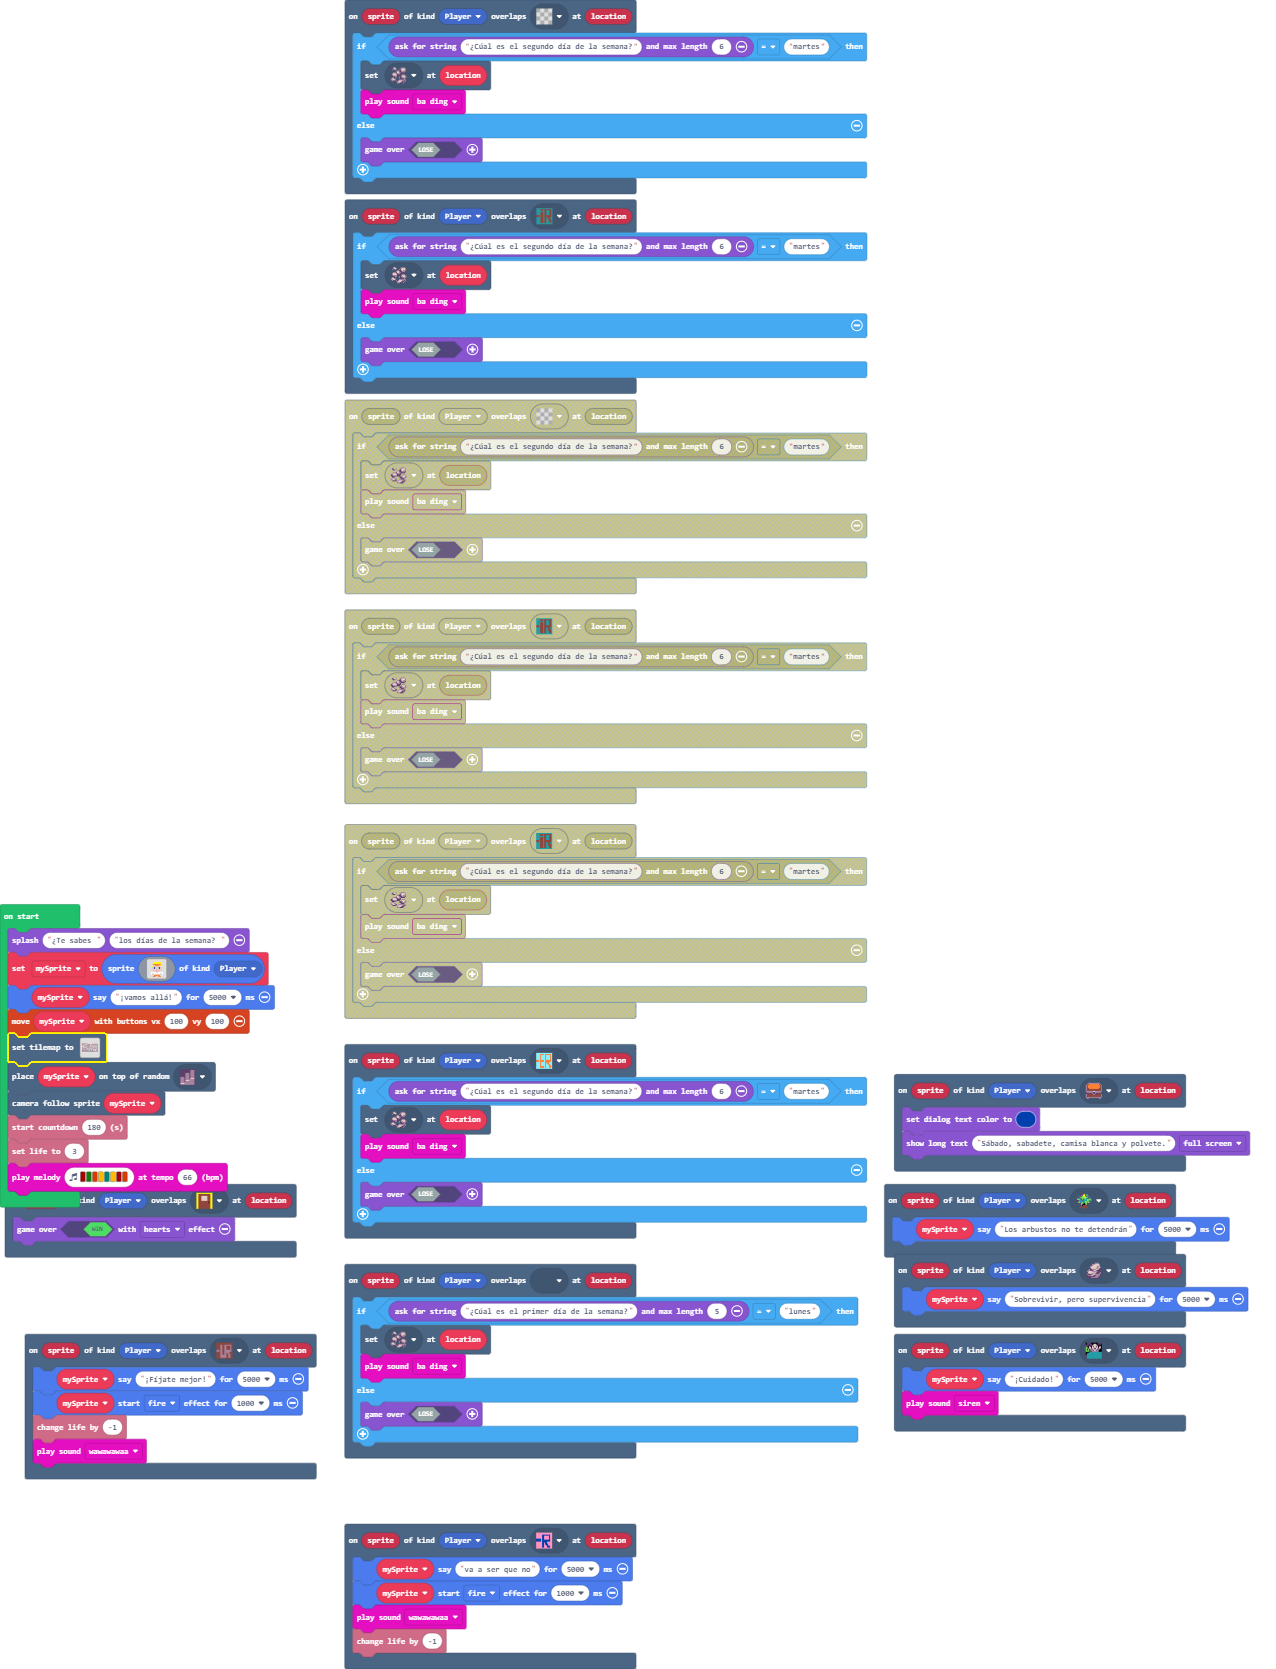 on sprite of kind Player overlaps at location
if ask for string "¿Cúal es el segundo día de la semana?" and max length 6 = "martes" then
set at location
play sound ba ding
else
game over LOSE
on sprite of kind Player overlaps at location
if ask for string "¿Cúal es el segundo día de la semana?" and max length 6 = "martes" then
set at location
play sound ba ding
else
game over LOSE
on sprite of kind Player overlaps at location
if ask for string "¿Cúal es el segundo día de la semana?" and max length 6 = "martes" then
set at location
play sound ba ding
else
game over LOSE
on sprite of kind Player overlaps at location
if ask for string "¿Cúal es el segundo día de la semana?" and max length 6 = "martes" then
set at location
play sound ba ding
else
game over LOSE
on sprite of kind Player overlaps at location
if ask for string "¿Cúal es el segundo día de la semana?" and max length 6 = "martes" then
set at location
play sound ba ding
else
game over LOSE
on start
splash "¿Te sabes " "los días de la semana? "
set mySprite to sprite of kind Player
mySprite say "¡vamos allá!" for 5000 ms
move mySprite with buttons vx 100 vy 100
set tilemap to
place mySprite on top of random
camera follow sprite mySprite
start countdown 180 (s)
set life to 3
play melody at tempo 66 (bpm)
ind Player overlaps at location
game over WIN with hearts effect
on sprite of kind Player overlaps at location
if ask for string "¿Cúal es el segundo día de la semana?" and max length 6 = "martes" then
set at location
play sound ba ding
else
game over LOSE
on sprite of kind Player overlaps at location
set dialog text color to
show long text "Sábado, sabadete, camisa blanca y polvete." full screen
on sprite of kind Player overlaps at location
mySprite say "Los arbustos no te detendrán" for 5000 ms
on sprite of kind Player overlaps at location
mySprite say "Sobrevivir, pero supervivencia" for 5000 ms
on sprite of kind Player overlaps at location
mySprite say "¡Cuidado!" for 5000 ms
play sound siren
on sprite of kind Player overlaps at location
if ask for string "¿Cúal es el primer día de la semana?" and max length 5 = "lunes" then
set at location
play sound ba ding
else
game over LOSE
on sprite of kind Player overlaps at location
mySprite say "¡Fíjate mejor!" for 5000 ms
mySprite start fire effect for 1000 ms
change life by -1
play sound wawawawaa
on sprite of kind Player overlaps at location
mySprite say "va a ser que no" for 5000 ms
mySprite start fire effect for 1000 ms
play sound wawawawaa
change life by -1